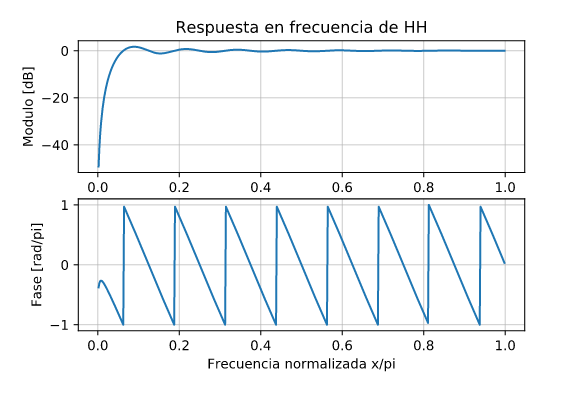 Respuesta en frecuencia de HH
Modulo [dB]
0
−20
−40
0.0 0.2 0.4 0.6 0.8 1.0
Fase [rad/pi]
1
0
−1
0.0 0.2 0.4 0.6 0.8 1.0
Frecuencia normalizada x/pi